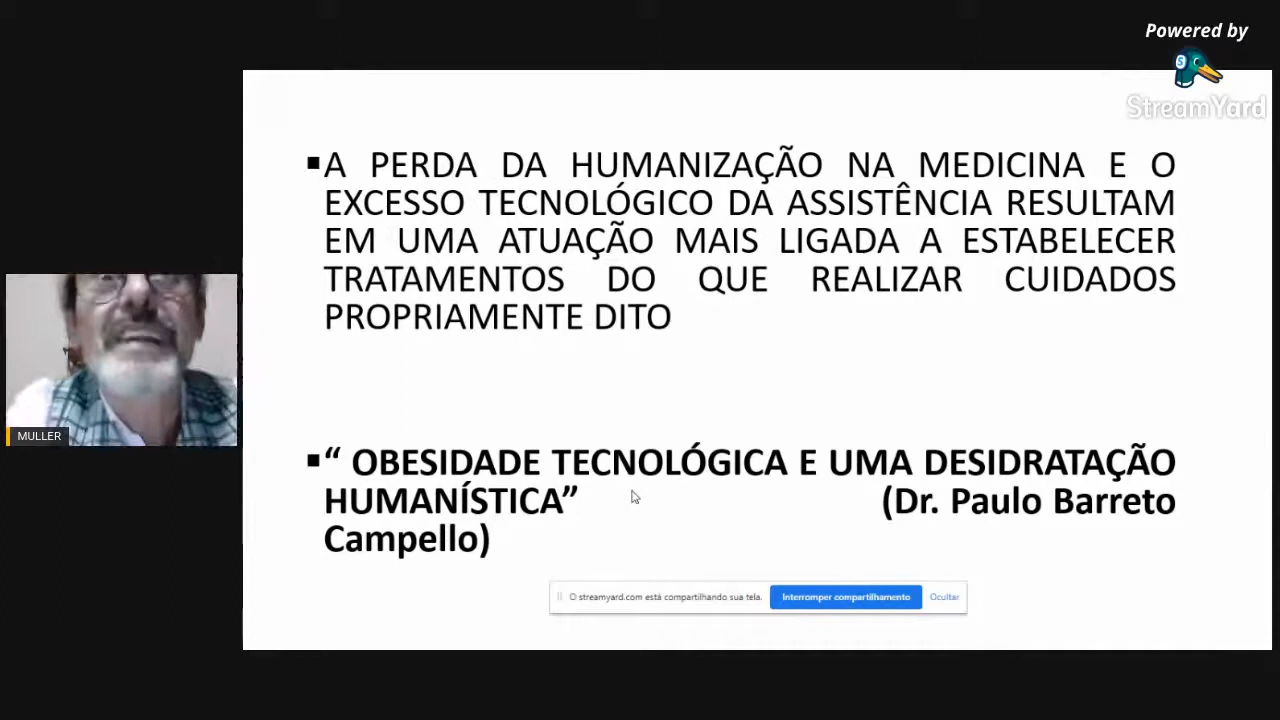 Powered by
StreamYard
▪A PERDA DA HUMANIZAÇÃO NA MEDICINA E O
EXCESSO TECNOLÓGICO DA ASSISTÊNCIA RESULTAM
EM UMA ATUAÇÃO MAIS LIGADA A ESTABELECER
TRATAMENTOS DO QUE REALIZAR CUIDADOS
PROPRIAMENTE DITO
MULLER
▪“ OBESIDADE TECNOLÓGICA E UMA DESIDRATAÇÃO
HUMANÍSTICA” (Dr. Paulo Barreto
Campello)
O streamyard.com está compartilhando sua tela. Interromper compartilhamento Ocultar